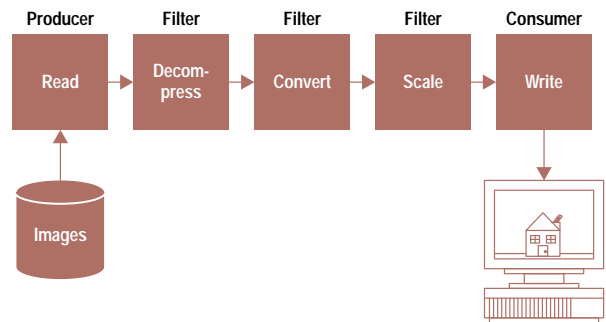 Producer
Filter
Filter
Filter
Consumer
Read
Decom-
press
Convert
Scale
Write
Images